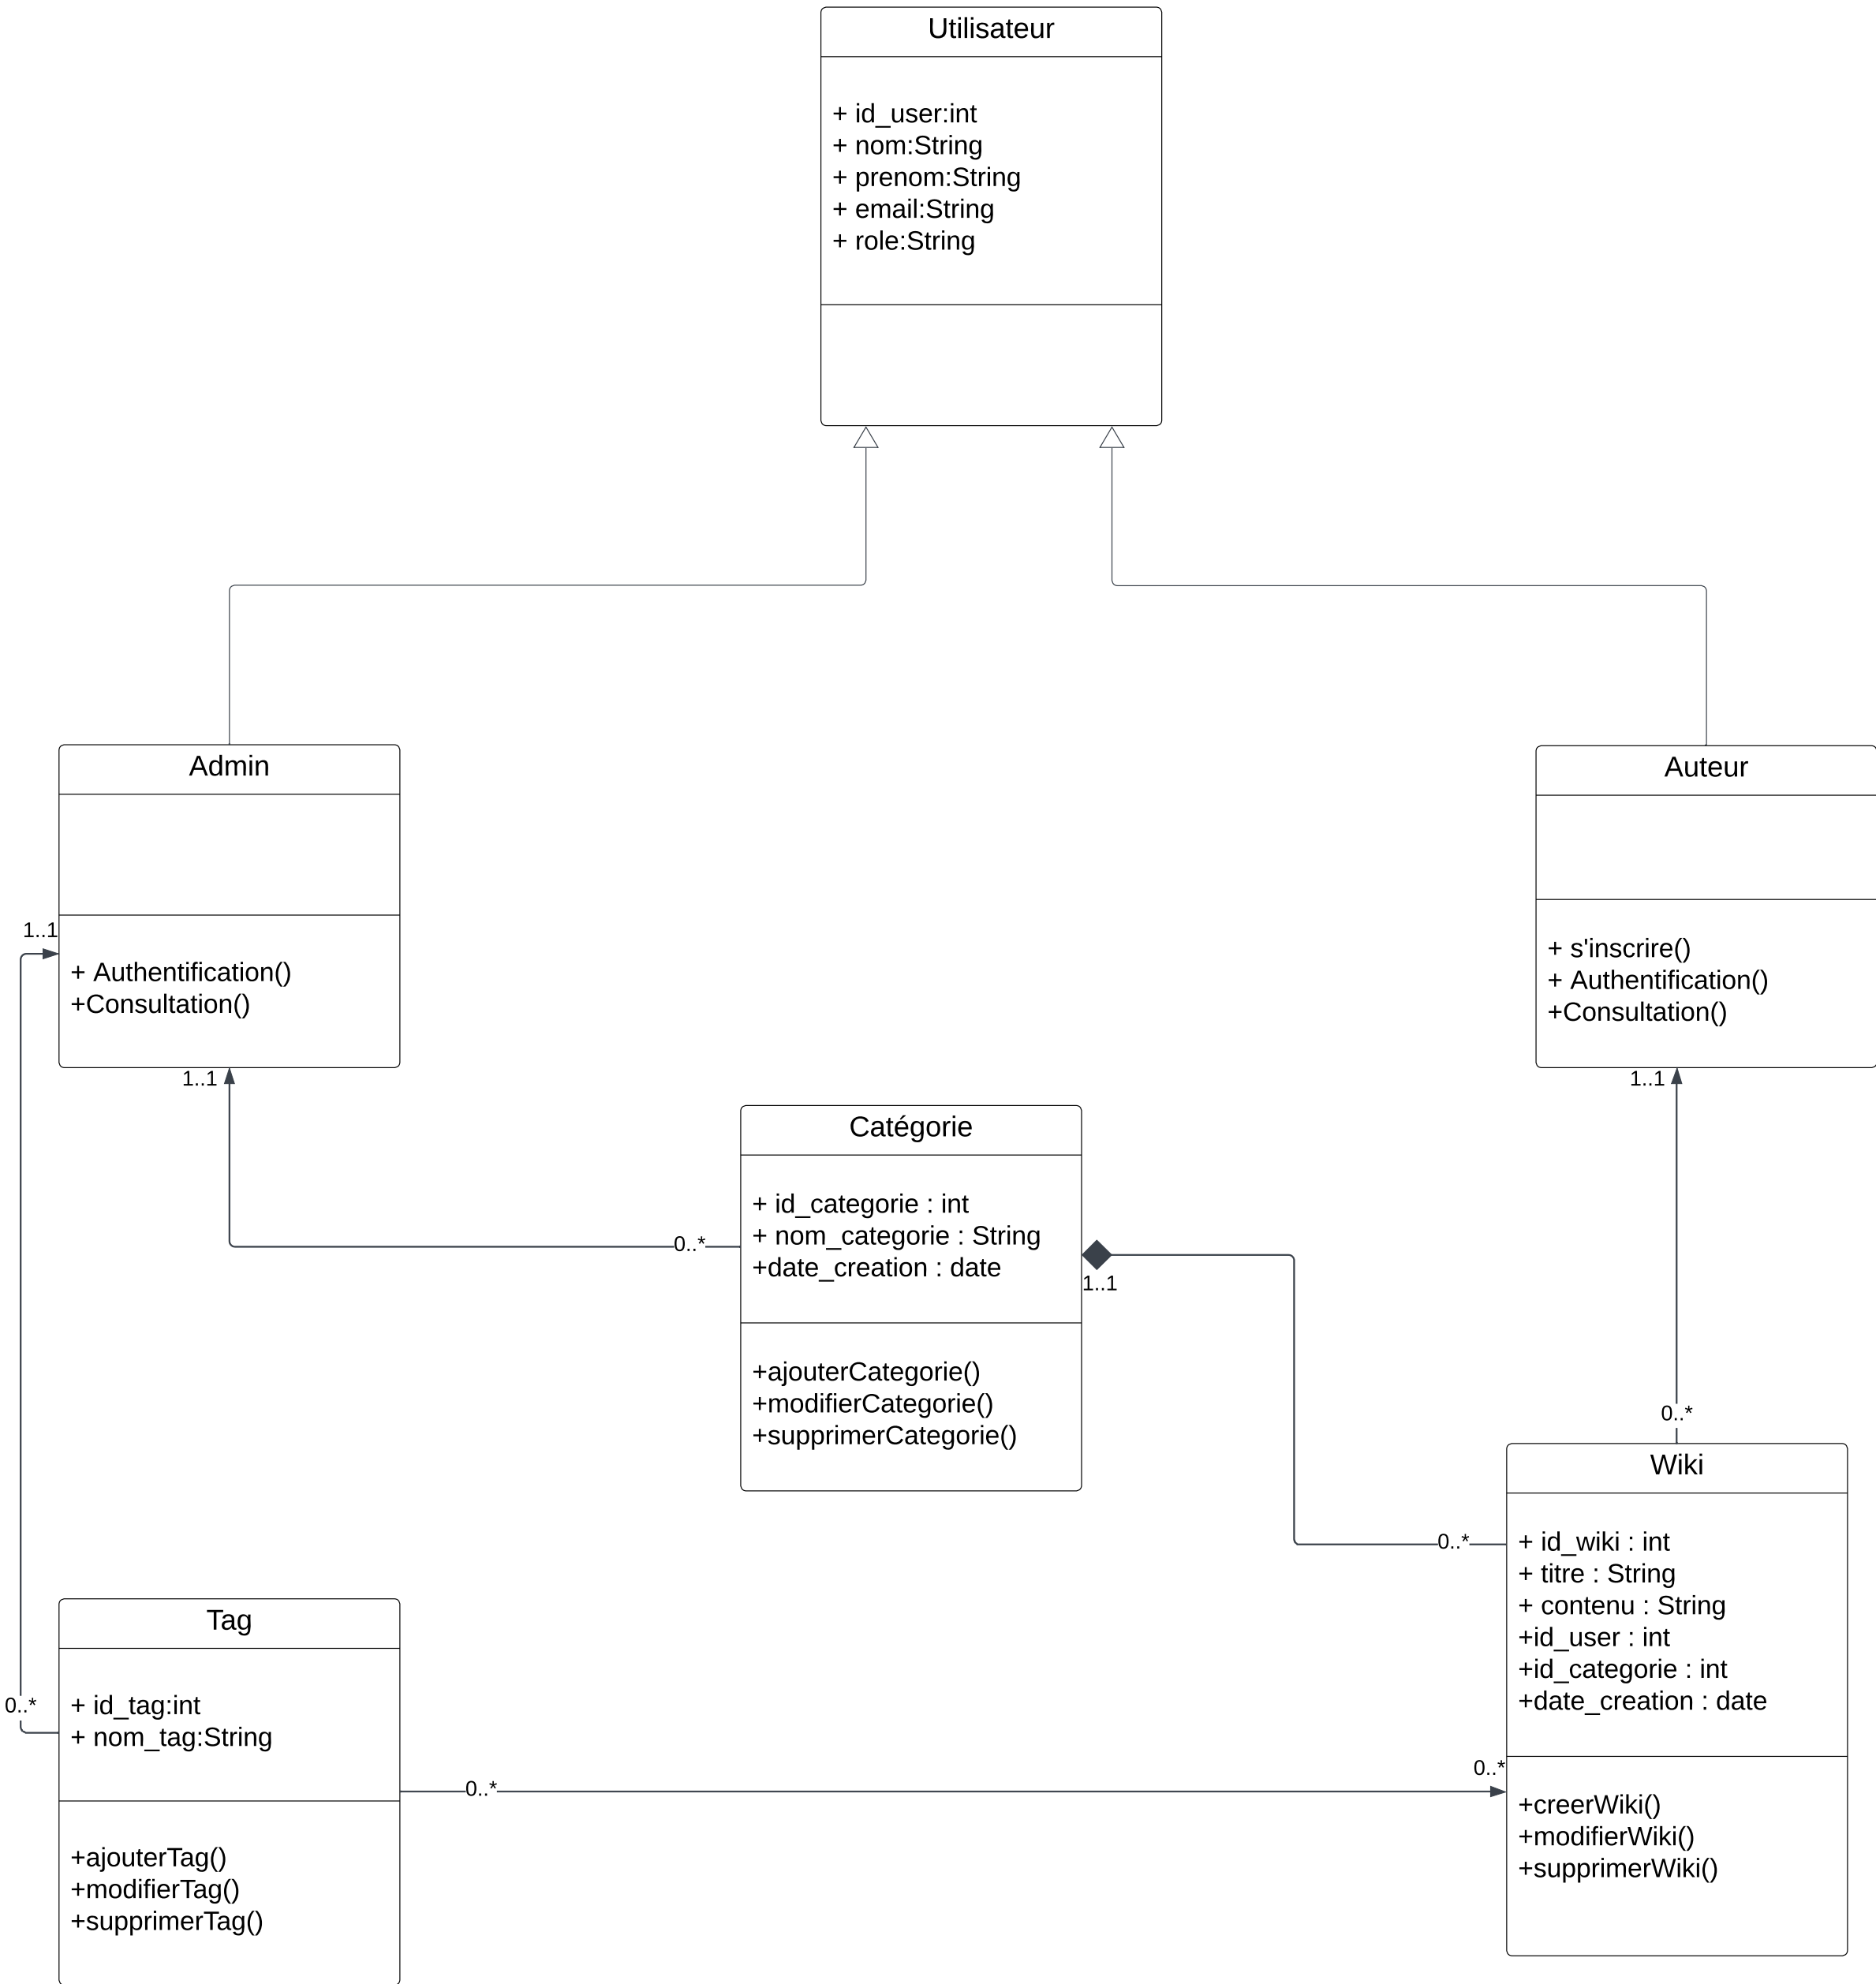 Utilisateur
+ id_user:int
+ nom:String
+ prenom:String
+ email:String
+ role:String
Admin
+ Authentification()
+Consultation()
Auteur
+ s'inscrire()
+ Authentification()
+Consultation()
1..1
1..1
1..1
Catégorie
+ id_categorie : int
+ nom_categorie : String
+date_creation : date
+ajouterCategorie()
+modifierCategorie()
+supprimerCategorie()
0..*
1..1
0..*
0..*
Wiki
+ id_wiki : int
+ titre : String
+ contenu : String
+id_user : int
+id_categorie : int
+date_creation : date
+creerWiki()
+modifierWiki()
+supprimerWiki()
Tag
+ id_tag:int
+ nom_tag:String
+ajouterTag()
+modifierTag()
+supprimerTag()
0..*
0..*
0..*